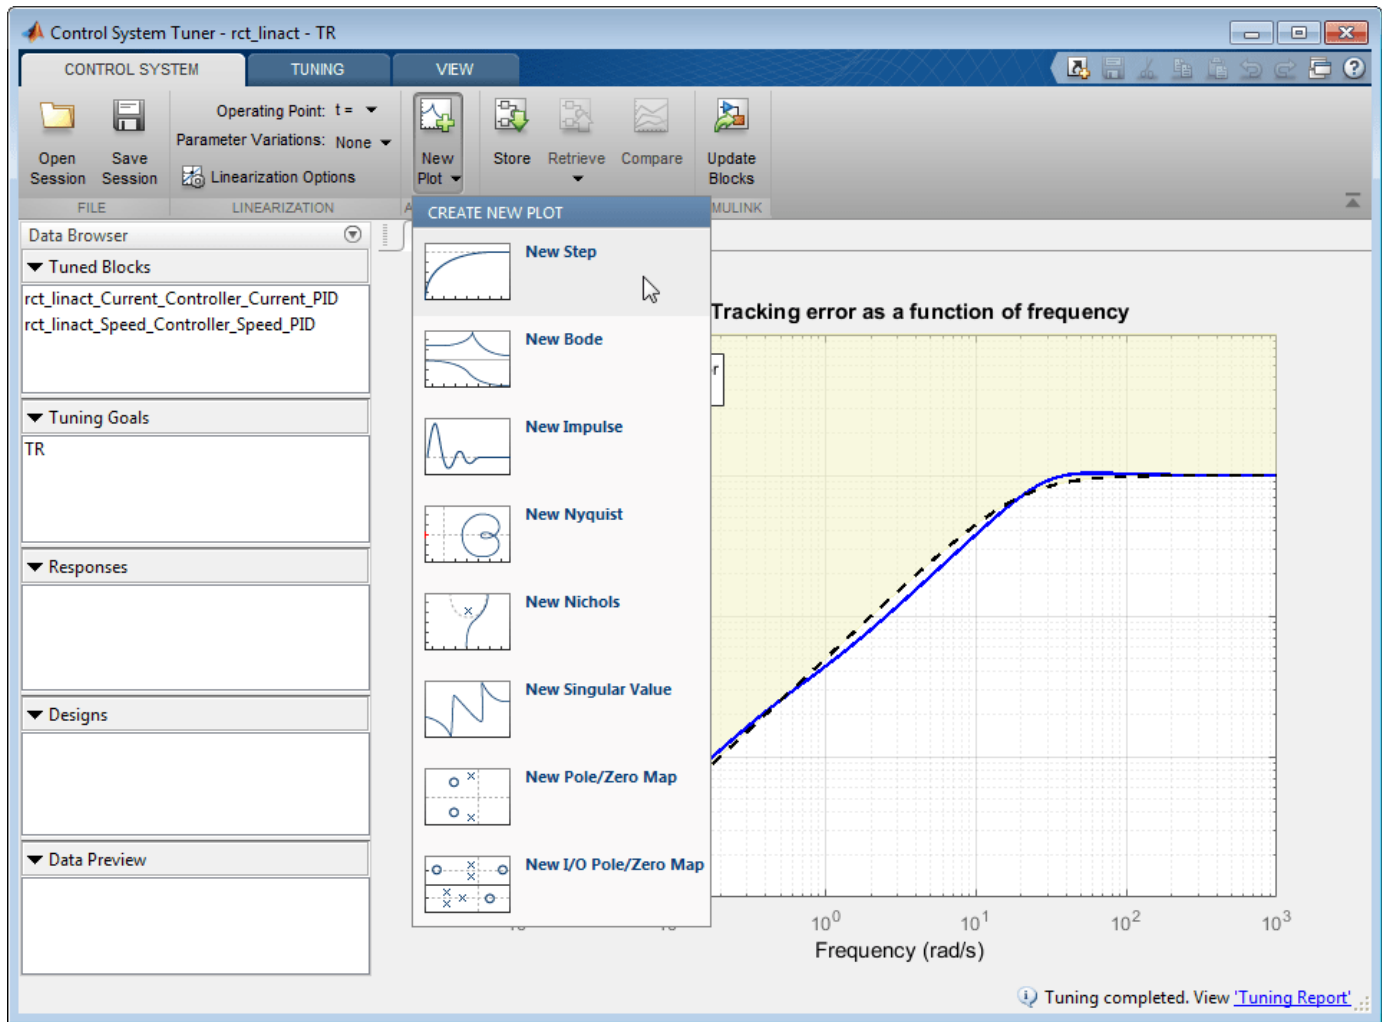 Control System Tuner - rct_linact - TR
CONTROL SYSTEM
TUNING
VIEW
Operating Point: t =
Parameter Variations: None
Linearization Options
Open Session
Save Session
New Plot
Store
Retrieve
Compare
Update Blocks
FILE
LINEARIZATION
CREATE NEW PLOT
Data Browser
Tuned Blocks
rct_linact_Current_Controller_Current_PID
rct_linact_Speed_Controller_Speed_PID
Tuning Goals
TR
Responses
Designs
Data Preview
New Step
New Bode
New Impulse
New Nyquist
New Nichols
New Singular Value
New Pole/Zero Map
New I/O Pole/Zero Map
Tracking error as a function of frequency
10^0 10^1 10^2 10^3
Frequency (rad/s)
Tuning completed. View 'Tuning Report'